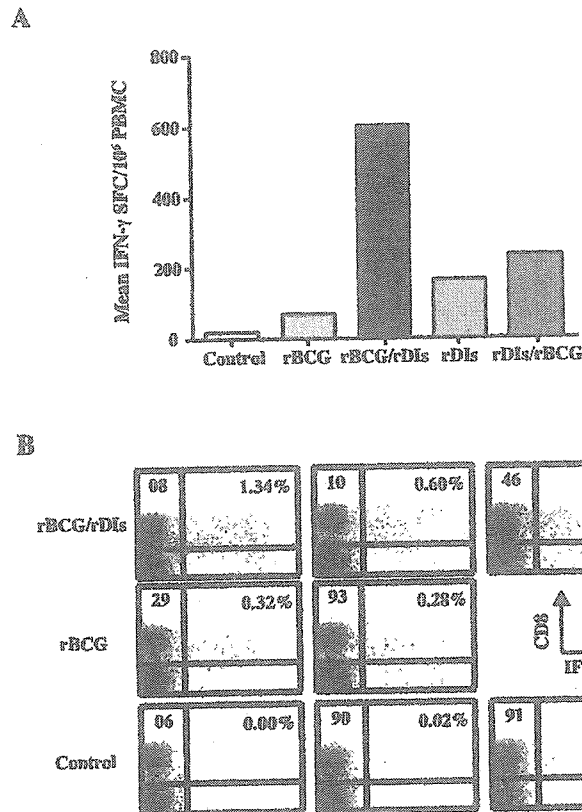 A
Mean IFN-γ SFC/10⁶ PBMC
800
600
400
200
0
Control rBCG rBCG/rDIs rDIs rDIs/rBCG
B
rBCG/rDIs
08 1.34%
10 0.60%
46
rBCG
29 0.32%
93 0.28%
CD8
IF
Control
06 0.00%
90 0.02%
91